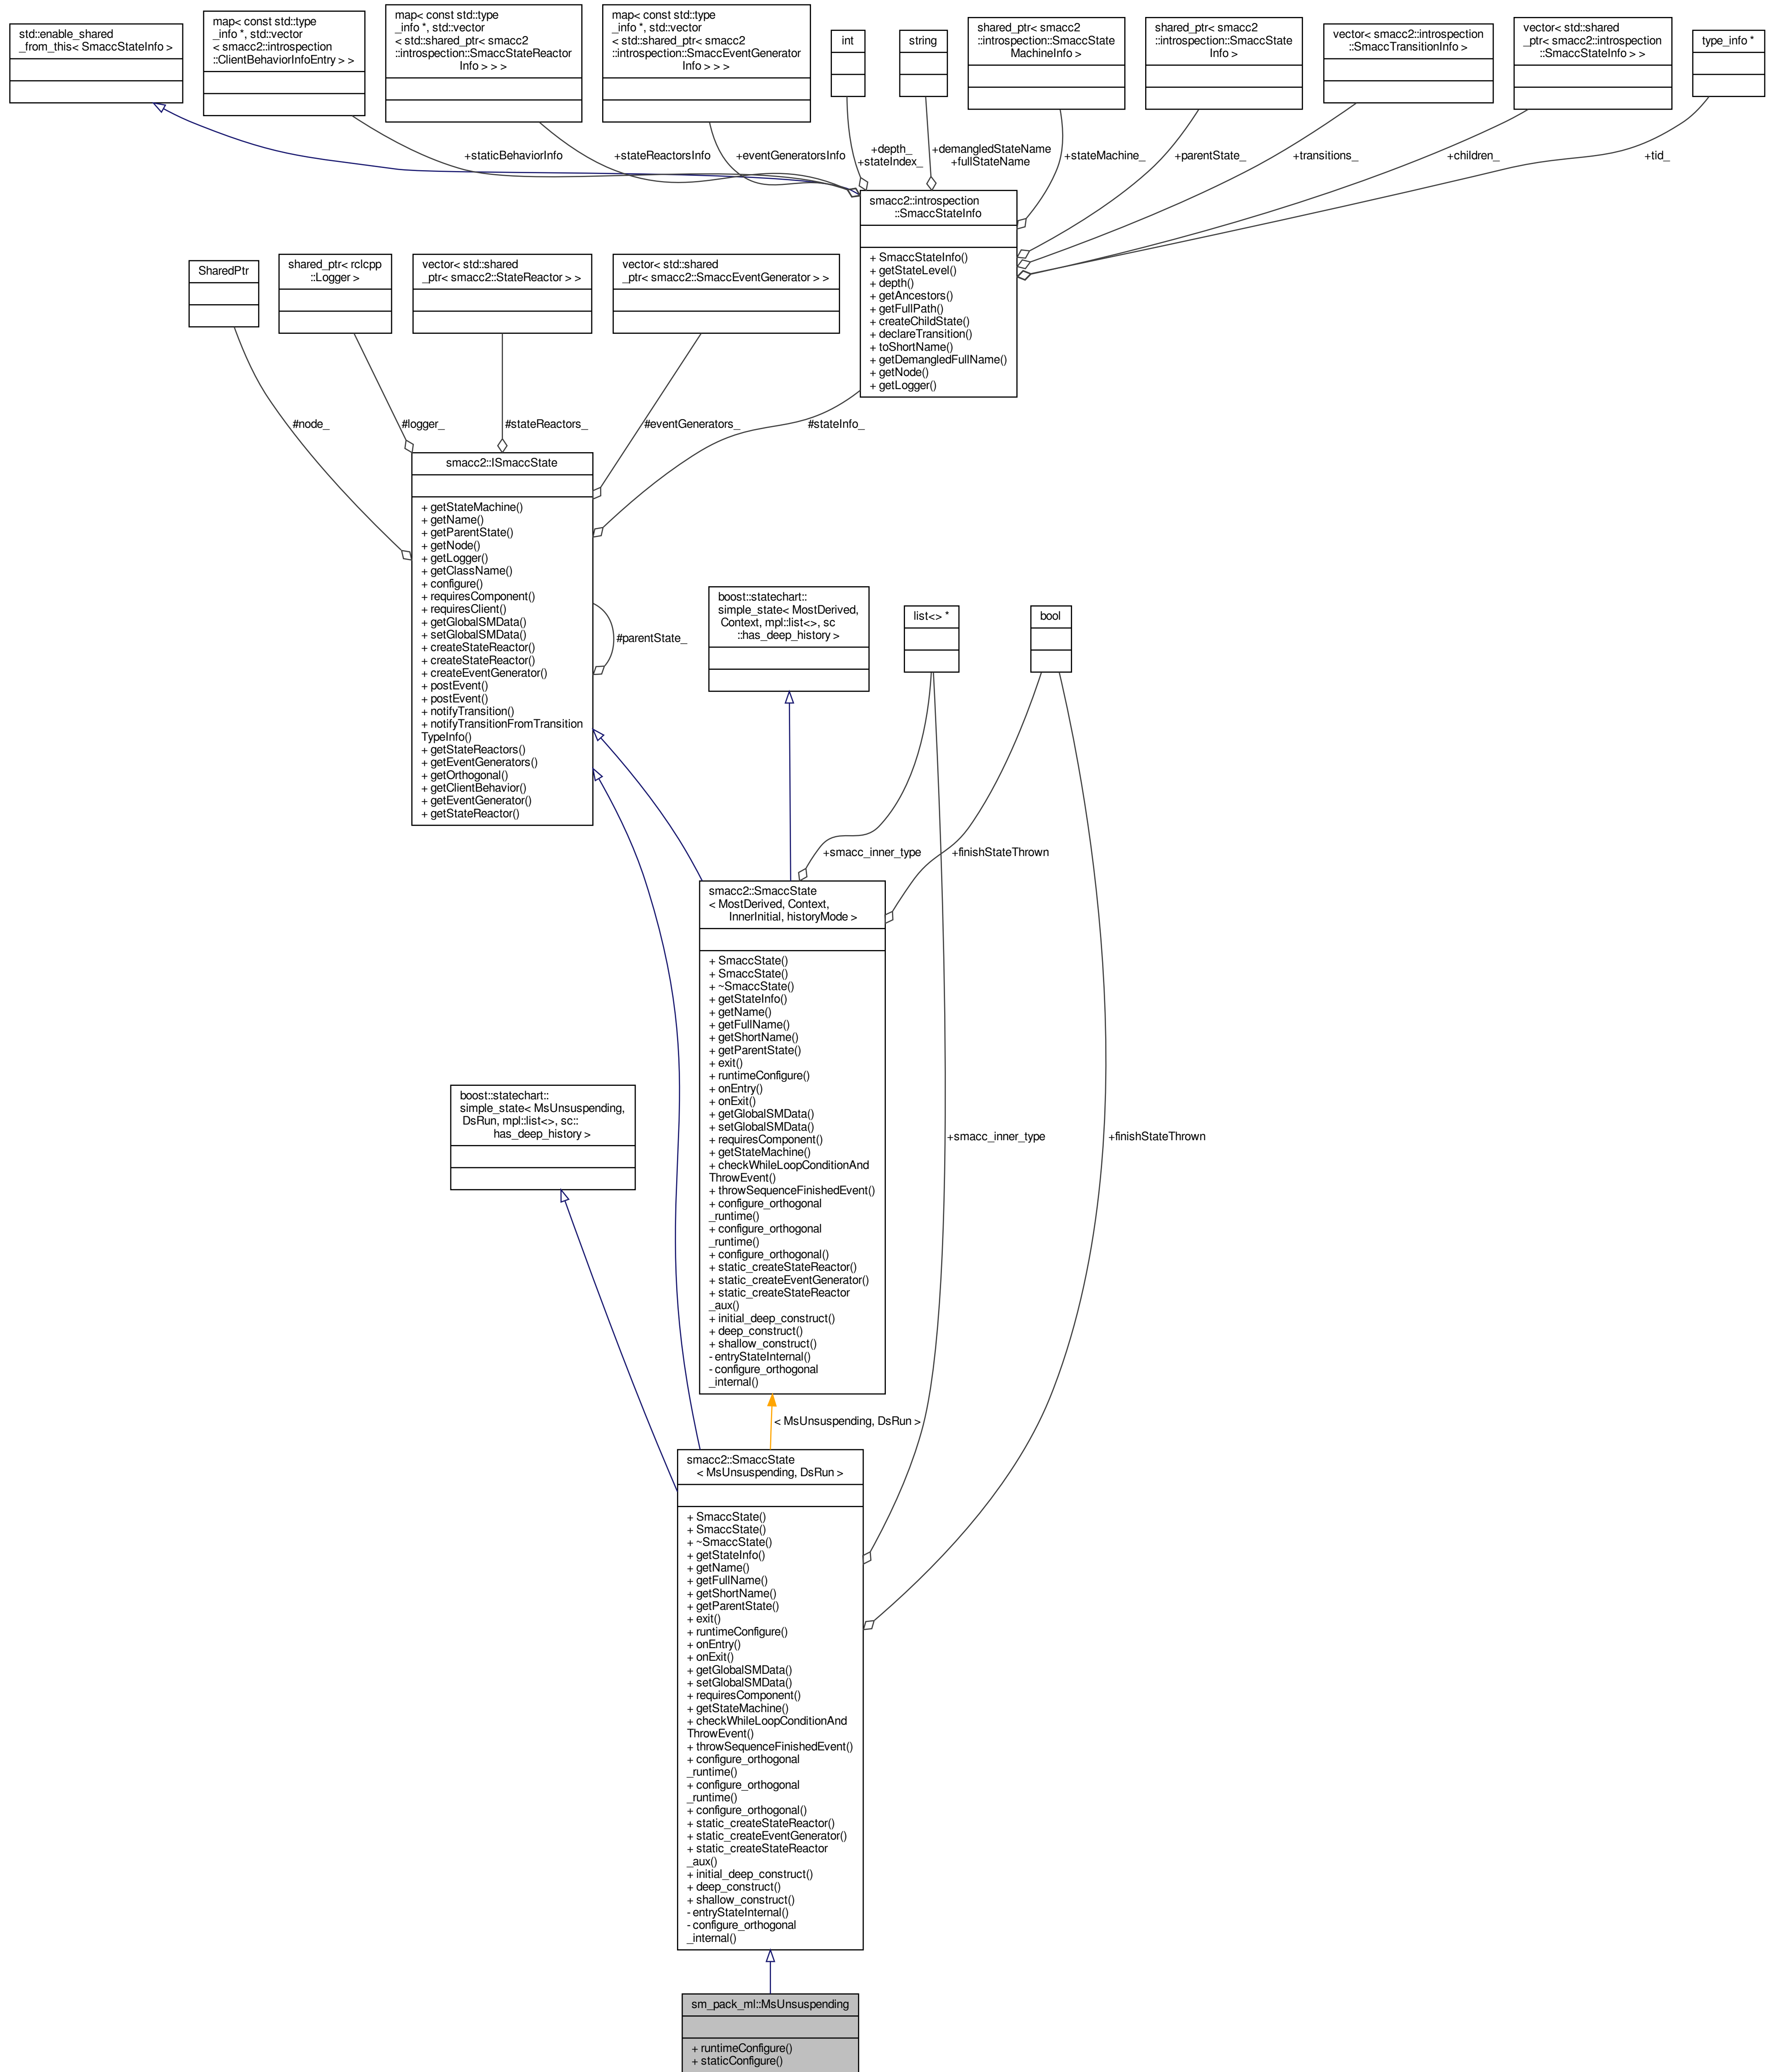 std::enable_shared
_from_this< SmaccStateInfo >
map< const std::type
_info *, std::vector
< smacc2::introspection
::ClientBehaviorInfoEntry > >
map< const std::type
_info *, std::vector
< std::shared_ptr< smacc2
::introspection::SmaccStateReactor
Info > > >
map< const std::type
_info *, std::vector
< std::shared_ptr< smacc2
::introspection::SmaccEventGenerator
Info > > >
int
string
shared_ptr< smacc2
::introspection::SmaccState
MachineInfo >
shared_ptr< smacc2
::introspection::SmaccState
Info >
vector< smacc2::introspection
::SmaccTransitionInfo >
vector< std::shared
_ptr< smacc2::introspection
::SmaccStateInfo > >
type_info *
+staticBehaviorInfo
+stateReactorsInfo
+eventGeneratorsInfo
+depth_
+stateIndex_
+demangledStateName
+fullStateName
+stateMachine_
+parentState_
+transitions_
+children_
+tid_
smacc2::introspection
::SmaccStateInfo
+ SmaccStateInfo()
+ getStateLevel()
+ depth()
+ getAncestors()
+ getFullPath()
+ createChildState()
+ declareTransition()
+ toShortName()
+ getDemangledFullName()
+ getNode()
+ getLogger()
SharedPtr
shared_ptr< rclcpp
::Logger >
vector< std::shared
_ptr< smacc2::StateReactor > >
vector< std::shared
_ptr< smacc2::SmaccEventGenerator > >
#node_
#logger_
#stateReactors_
#eventGenerators_
#stateInfo_
smacc2::ISmaccState
+ getStateMachine()
+ getName()
+ getParentState()
+ getNode()
+ getLogger()
+ getClassName()
+ configure()
+ requiresComponent()
+ requiresClient()
+ getGlobalSMData()
+ setGlobalSMData()
+ createStateReactor()
+ createStateReactor()
+ createEventGenerator()
+ postEvent()
+ postEvent()
+ notifyTransition()
+ notifyTransitionFromTransition
TypeInfo()
+ getStateReactors()
+ getEventGenerators()
+ getOrthogonal()
+ getClientBehavior()
+ getEventGenerator()
+ getStateReactor()
#parentState_
boost::statechart::
simple_state< MostDerived,
Context, mpl::list<>, sc
::has_deep_history >
list<> *
bool
+smacc_inner_type
+finishStateThrown
smacc2::SmaccState
< MostDerived, Context,
InnerInitial, historyMode >
+ SmaccState()
+ SmaccState()
+ ~SmaccState()
+ getStateInfo()
+ getName()
+ getFullName()
+ getShortName()
+ getParentState()
+ exit()
+ runtimeConfigure()
+ onEntry()
+ onExit()
+ getGlobalSMData()
+ setGlobalSMData()
+ requiresComponent()
+ getStateMachine()
+ checkWhileLoopConditionAnd
ThrowEvent()
+ throwSequenceFinishedEvent()
+ configure_orthogonal
_runtime()
+ configure_orthogonal
_runtime()
+ configure_orthogonal()
+ static_createStateReactor()
+ static_createEventGenerator()
+ static_createStateReactor
_aux()
+ initial_deep_construct()
+ deep_construct()
+ shallow_construct()
- entryStateInternal()
- configure_orthogonal
_internal()
boost::statechart::
simple_state< MsUnsuspending,
DsRun, mpl::list<>, sc::
has_deep_history >
+smacc_inner_type
+finishStateThrown
< MsUnsuspending, DsRun >
smacc2::SmaccState
< MsUnsuspending, DsRun >
+ SmaccState()
+ SmaccState()
+ ~SmaccState()
+ getStateInfo()
+ getName()
+ getFullName()
+ getShortName()
+ getParentState()
+ exit()
+ runtimeConfigure()
+ onEntry()
+ onExit()
+ getGlobalSMData()
+ setGlobalSMData()
+ requiresComponent()
+ getStateMachine()
+ checkWhileLoopConditionAnd
ThrowEvent()
+ throwSequenceFinishedEvent()
+ configure_orthogonal
_runtime()
+ configure_orthogonal
_runtime()
+ configure_orthogonal()
+ static_createStateReactor()
+ static_createEventGenerator()
+ static_createStateReactor
_aux()
+ initial_deep_construct()
+ deep_construct()
+ shallow_construct()
- entryStateInternal()
- configure_orthogonal
_internal()
sm_pack_ml::MsUnsuspending
+ runtimeConfigure()
+ staticConfigure()